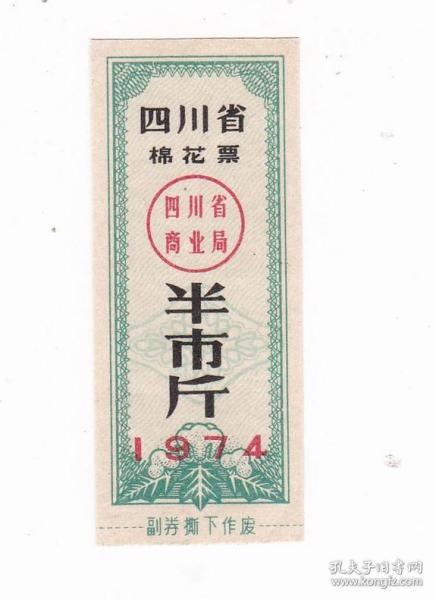 四川省
棉花票
四川省
商业局
半市斤
1974
副券撕下作废
孔夫子旧书网
www.kongfz.com